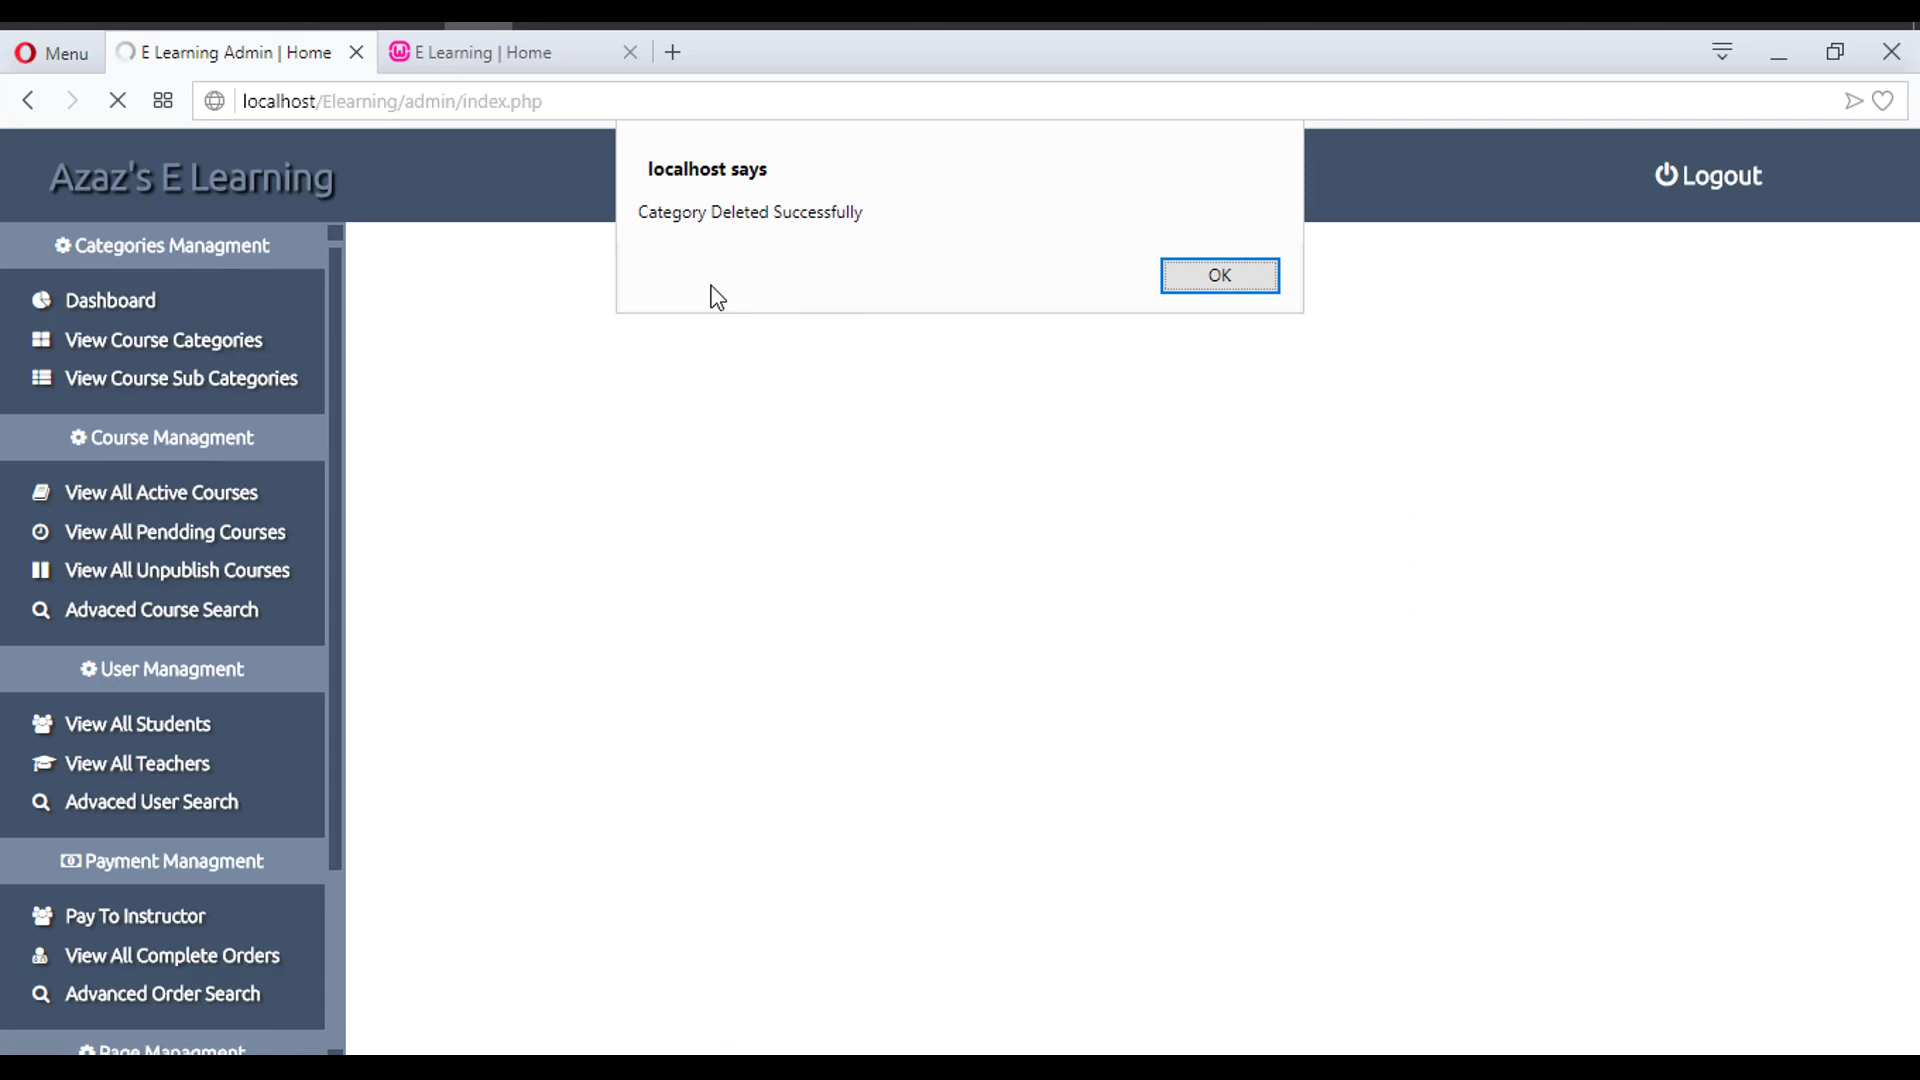 Menu
E Learning Admin | Home
E Learning | Home
localhost/Elearning/admin/index.php
Azaz's E Learning
localhost says
Category Deleted Successfully
OK
Logout
Categories Managment
Dashboard
View Course Categories
View Course Sub Categories
Course Managment
View All Active Courses
View All Pendding Courses
View All Unpublish Courses
Advaced Course Search
User Managment
View All Students
View All Teachers
Advaced User Search
Payment Managment
Pay To Instructor
View All Complete Orders
Advanced Order Search
Page Managment